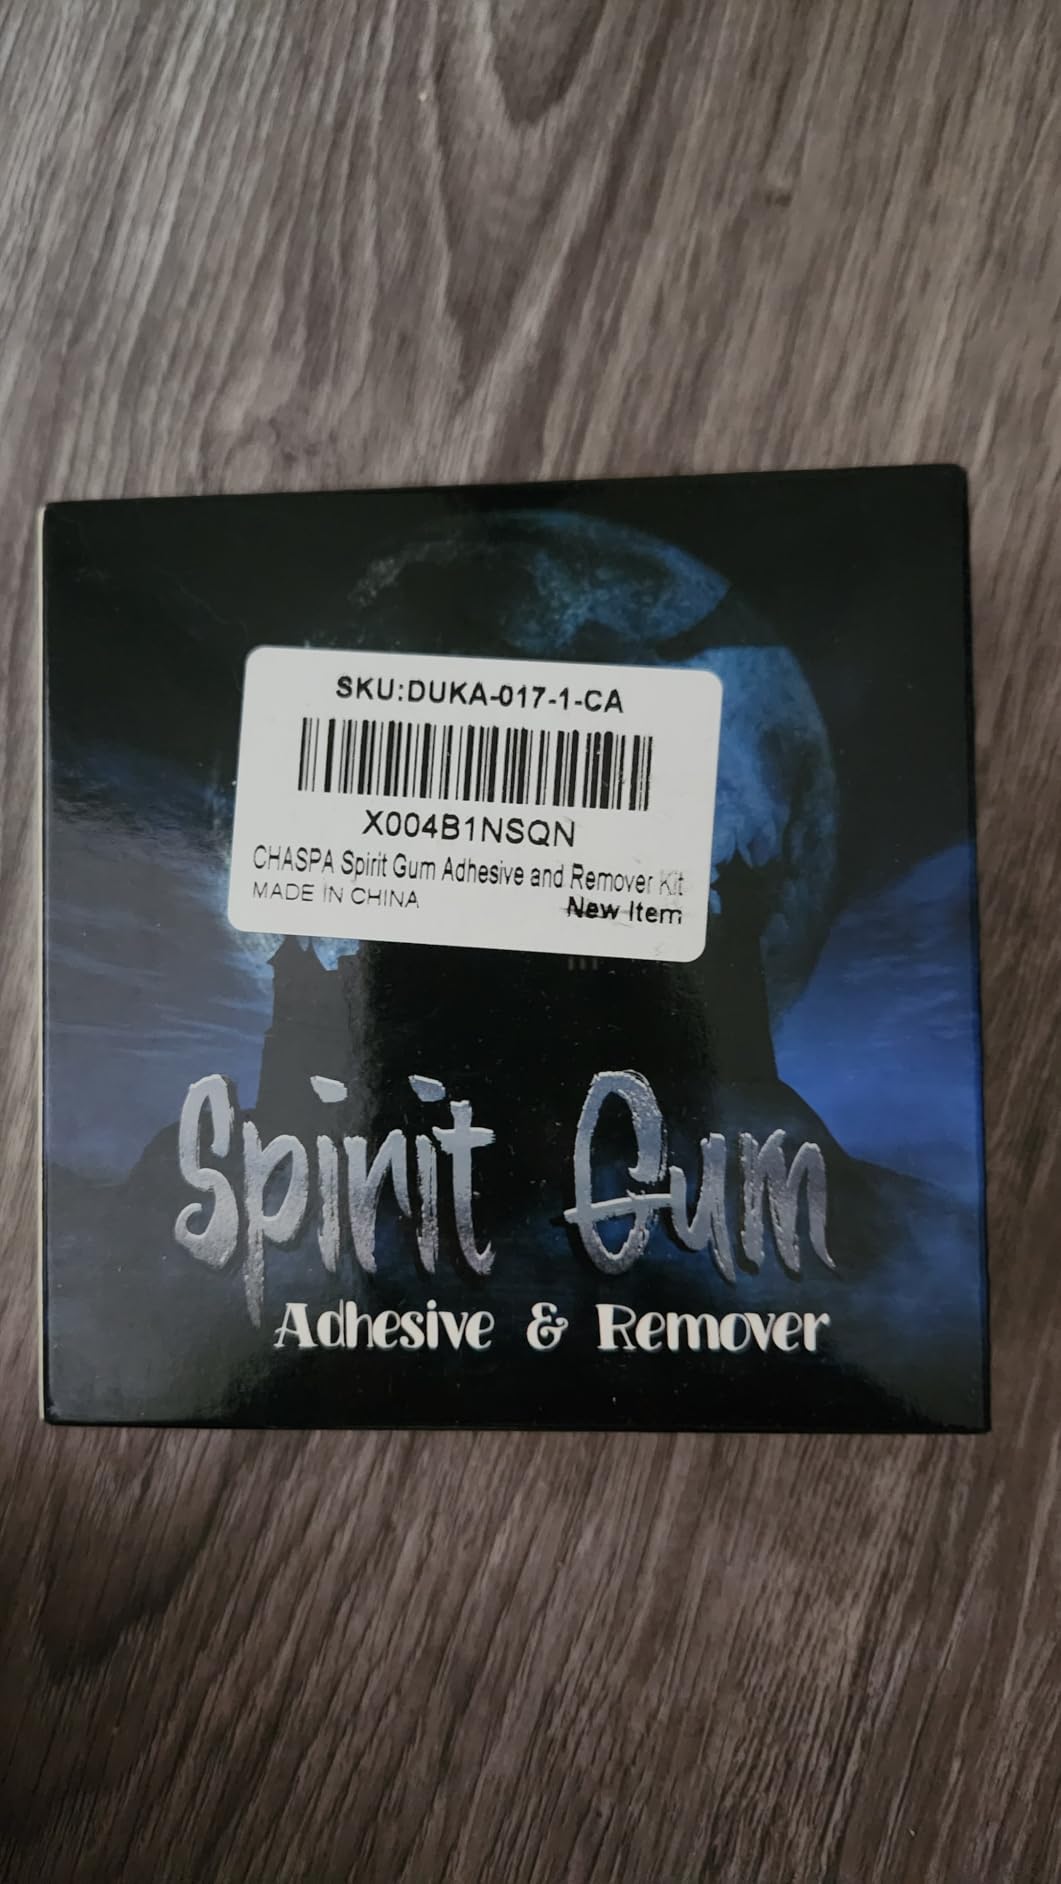 SKU:DUKA-017-1-CA
X004B1NSQN
CHASPA Spirit Gum Adhesive and Remover Kit
MADE IN CHINA
New Item
Spirit Gum
Adhesive & Remover